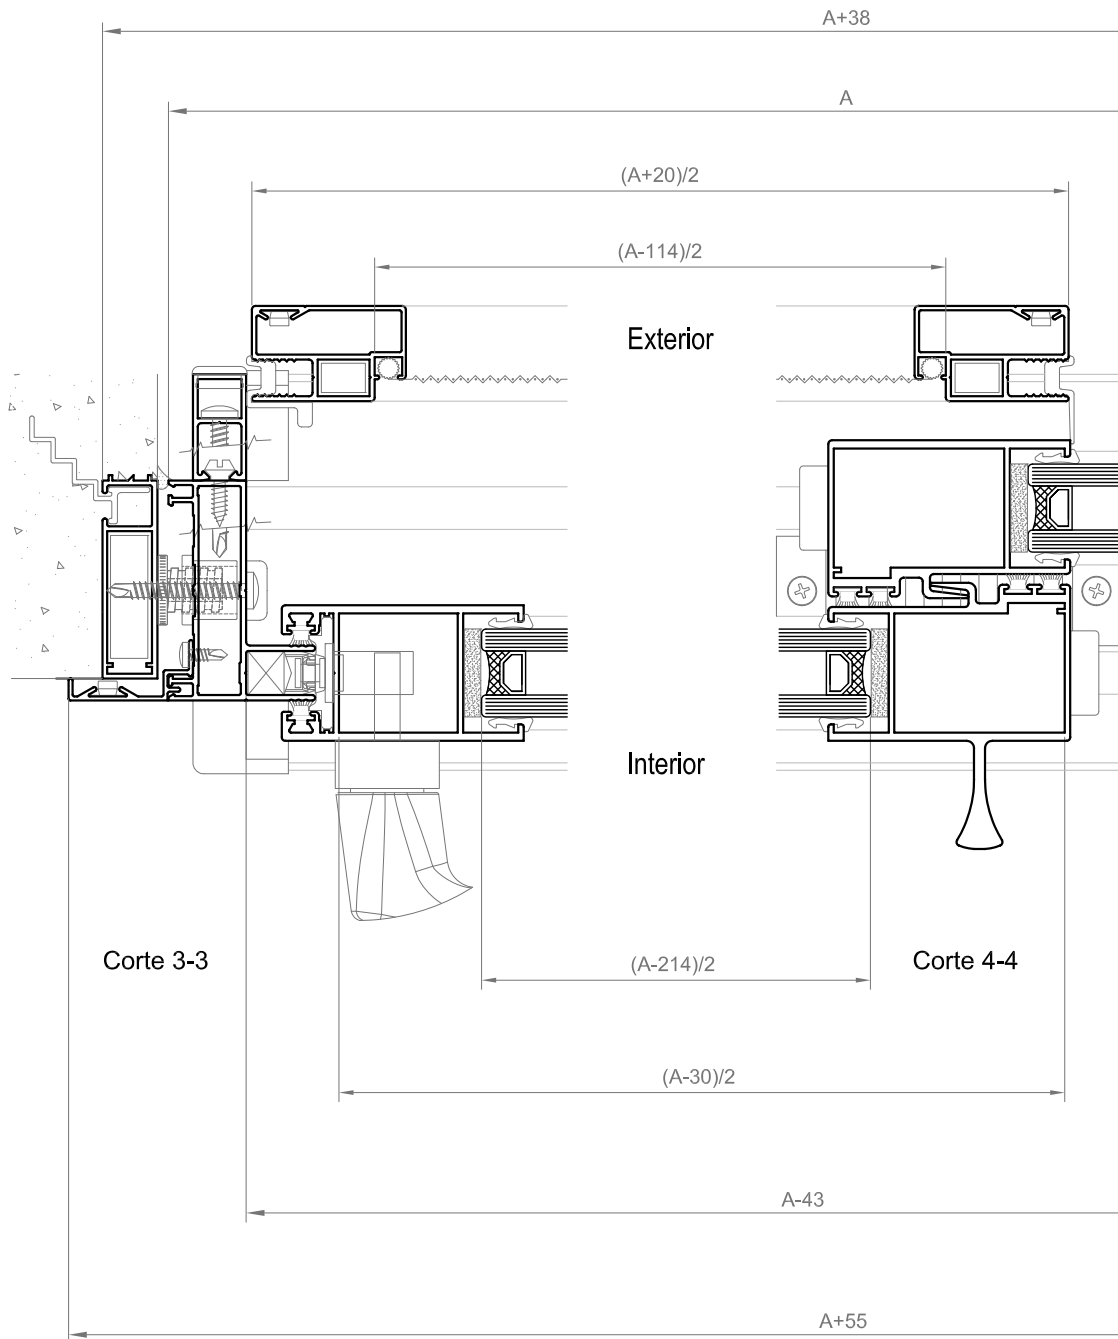 A+38
A
(A+20)/2
(A-114)/2
Exterior
Interior
Corte 3-3
(A-214)/2
Corte 4-4
(A-30)/2
A-43
A+55